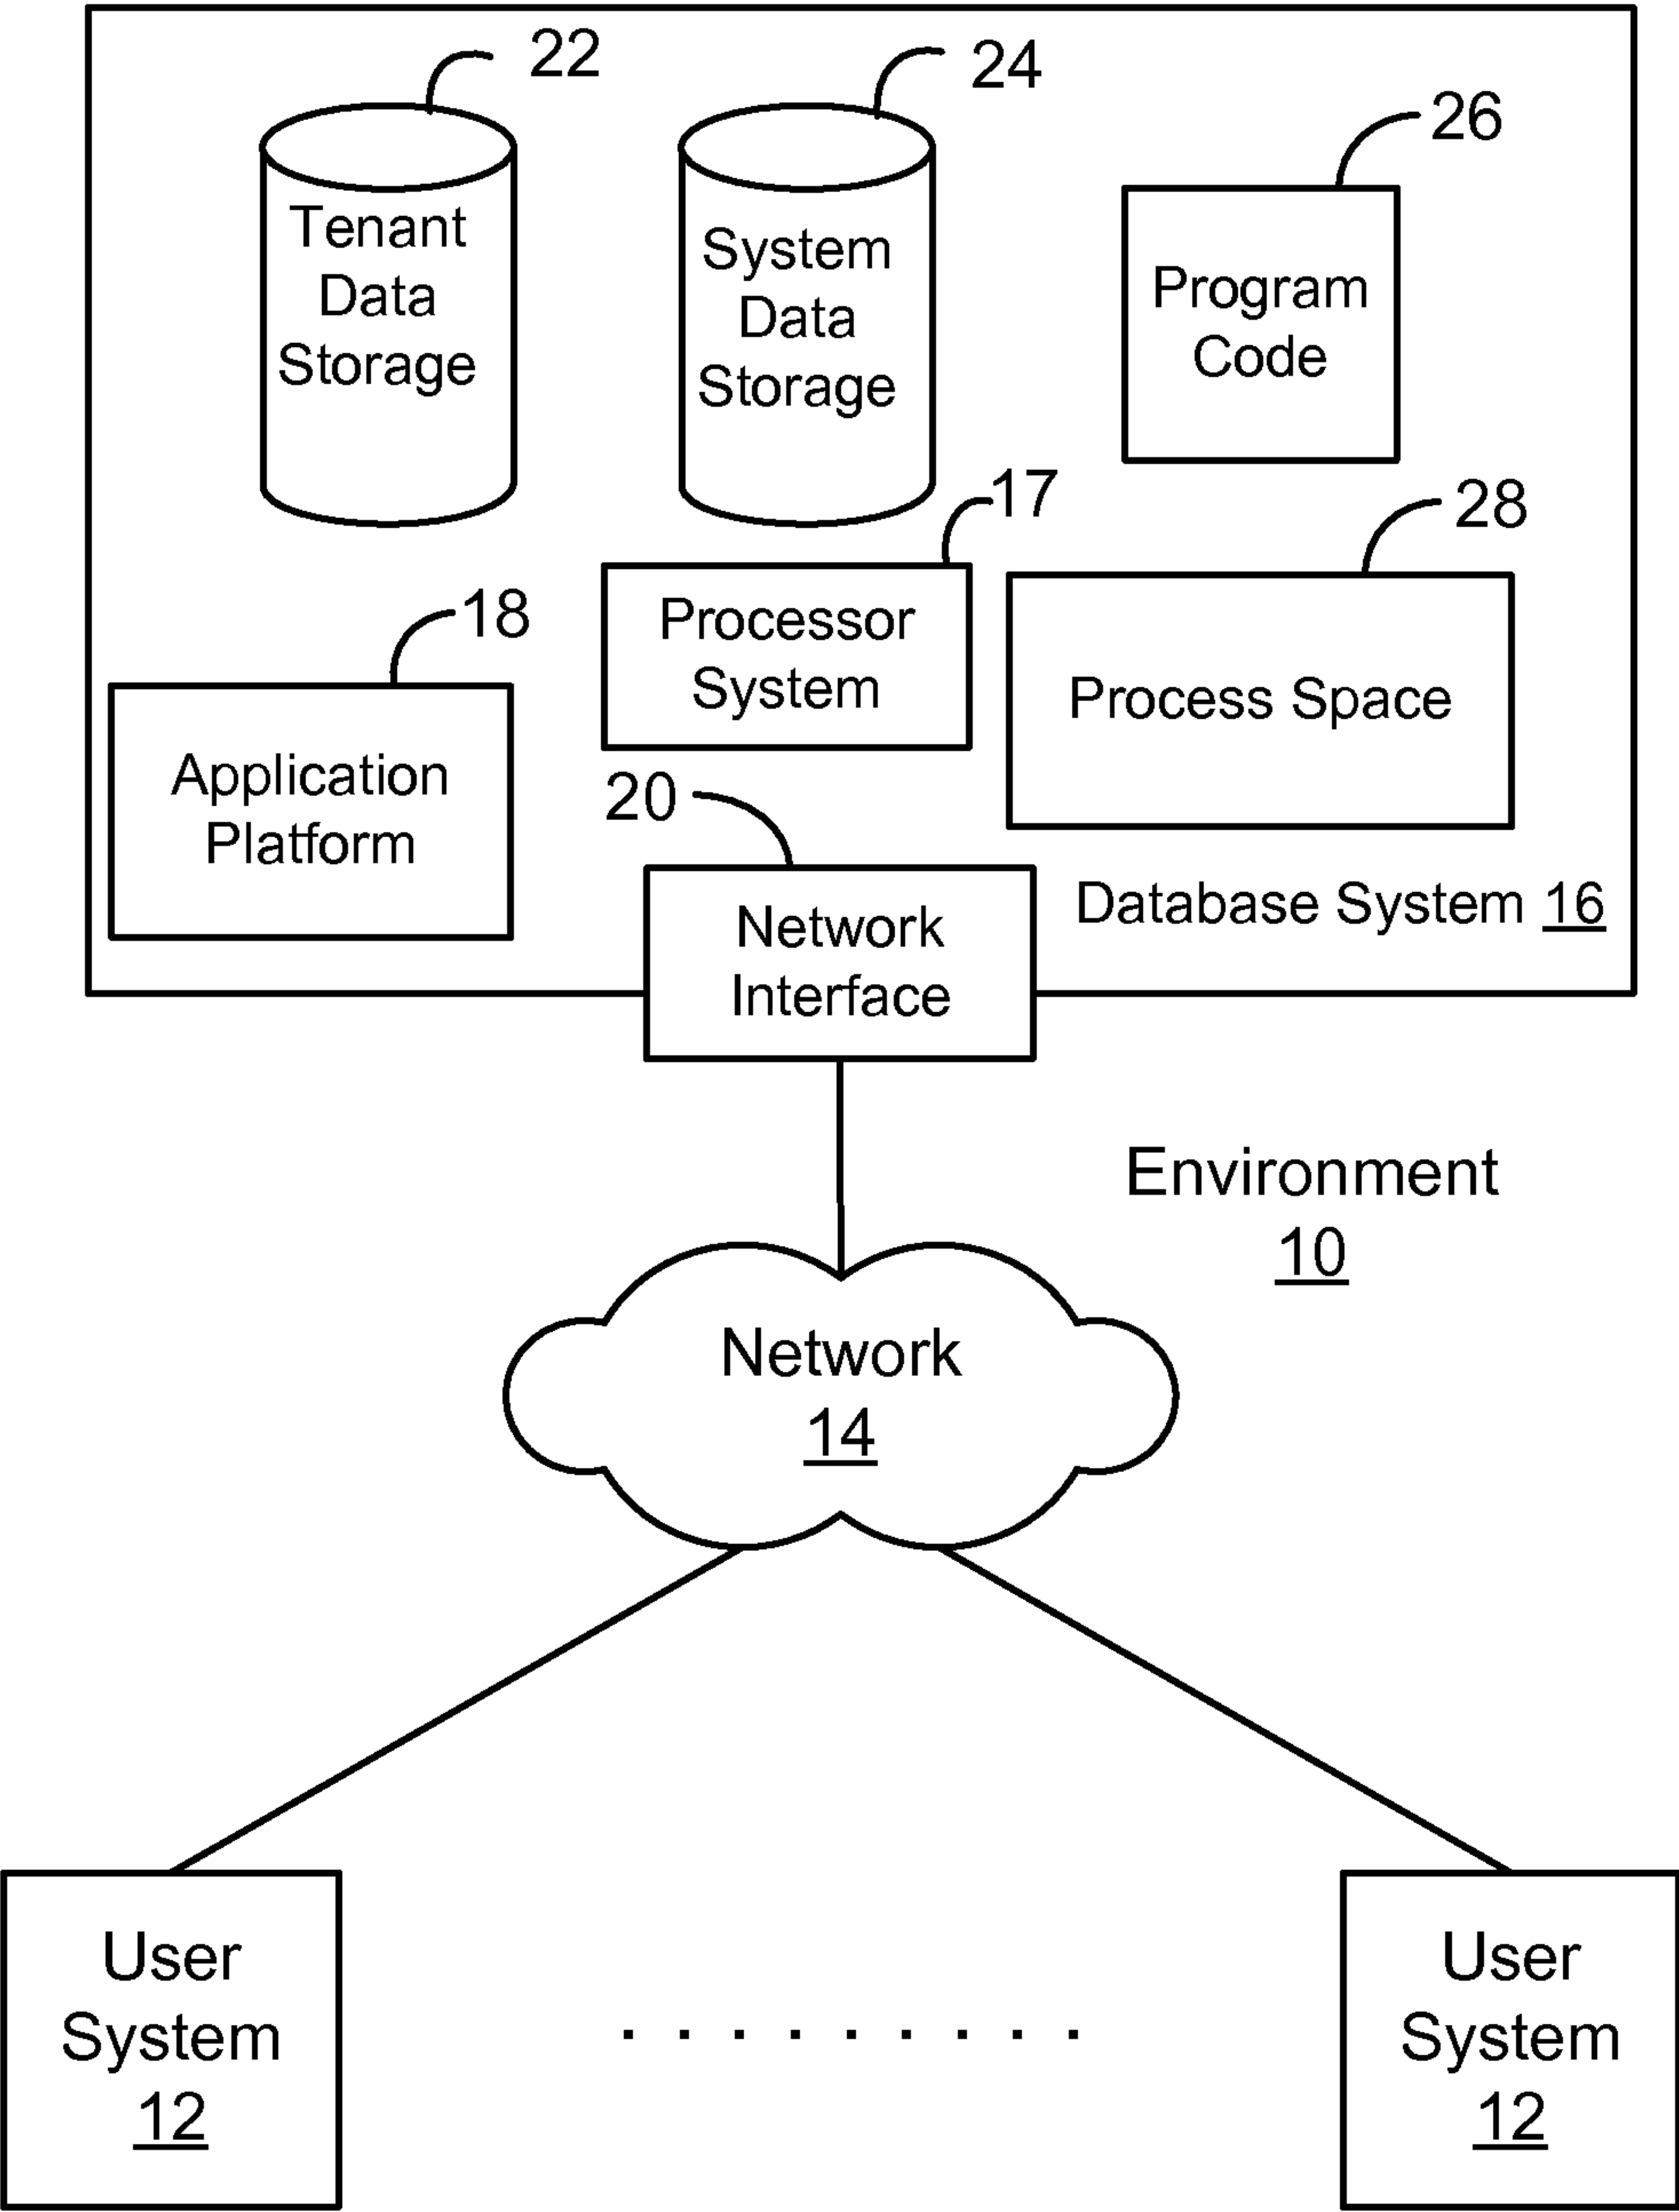 22
24
26
Tenant
Data
Storage
System
Data
Storage
Program
Code
17
28
18
Processor
System
Process Space
Application
Platform
20
Network
Interface
Database System 16
Environment
10
Network
14
User
System
12
. . . . . . . . .
User
System
12